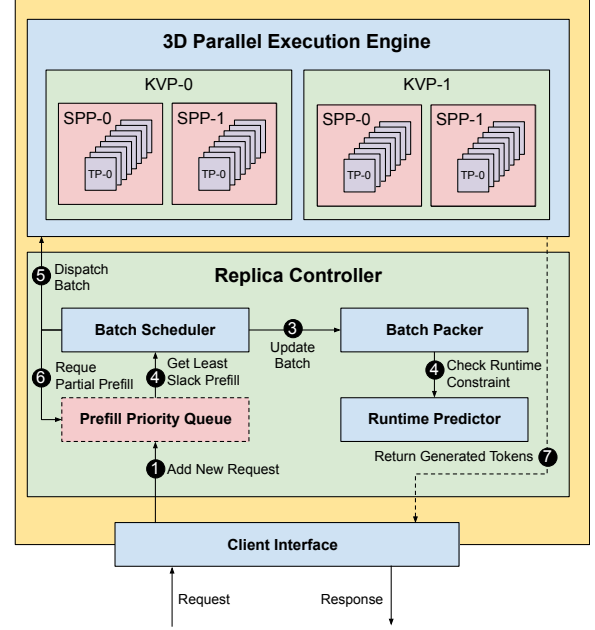 3D Parallel Execution Engine
KVP-0
KVP-1
SPP-0
SPP-1
SPP-0
SPP-1
TP-0
TP-0
TP-0
TP-0
5 Dispatch
Batch
Replica Controller
Batch Scheduler
3
Update
Batch
Batch Packer
6 Reque
Partial Prefill
4 Get Least
Slack Prefill
4 Check Runtime
Constraint
Prefill Priority Queue
Runtime Predictor
1 Add New Request
Return Generated Tokens 7
Client Interface
Request
Response